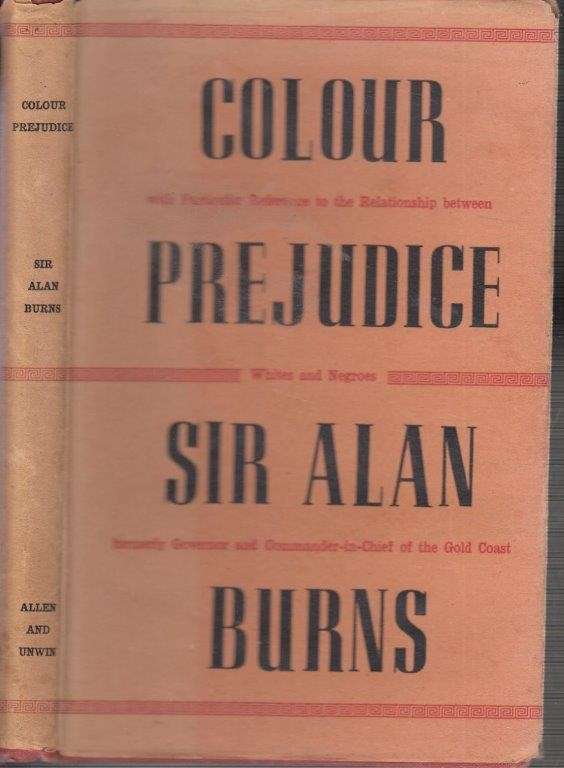 COLOUR
PREJUDICE
SIR
ALAN
BURNS
ALLEN
AND
UNWIN
COLOUR
with Particular Reference to the Relationship between
PREJUDICE
Whites and Negroes
SIR ALAN
formerly Governor and Commander-in-Chief of the Gold Coast
BURNS